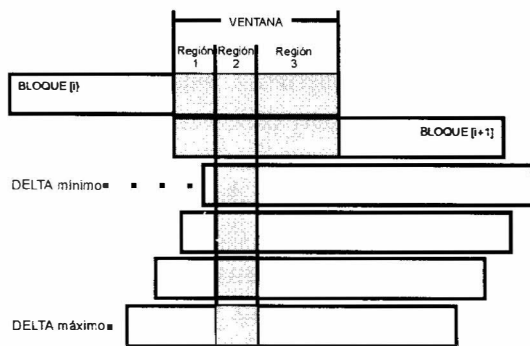 VENTANA
Región Región Región
1 2 3
BLOQUE [i}
BLOQUE [i+1]
DELTA mínimo
DELTA máximo